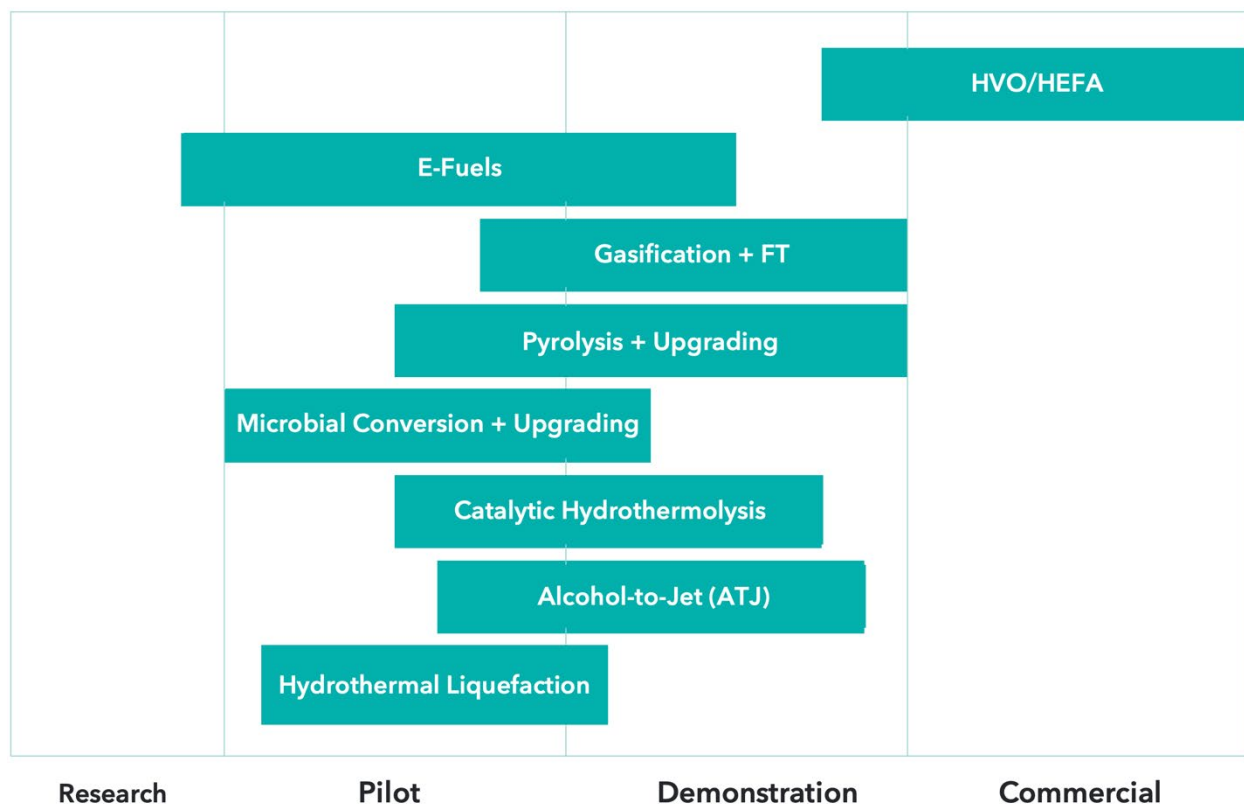 HVO/HEFA
E-Fuels
Gasification + FT
Pyrolysis + Upgrading
Microbial Conversion + Upgrading
Catalytic Hydrothermolysis
Alcohol-to-Jet (ATJ)
Hydrothermal Liquefaction
Research Pilot Demonstration Commercial